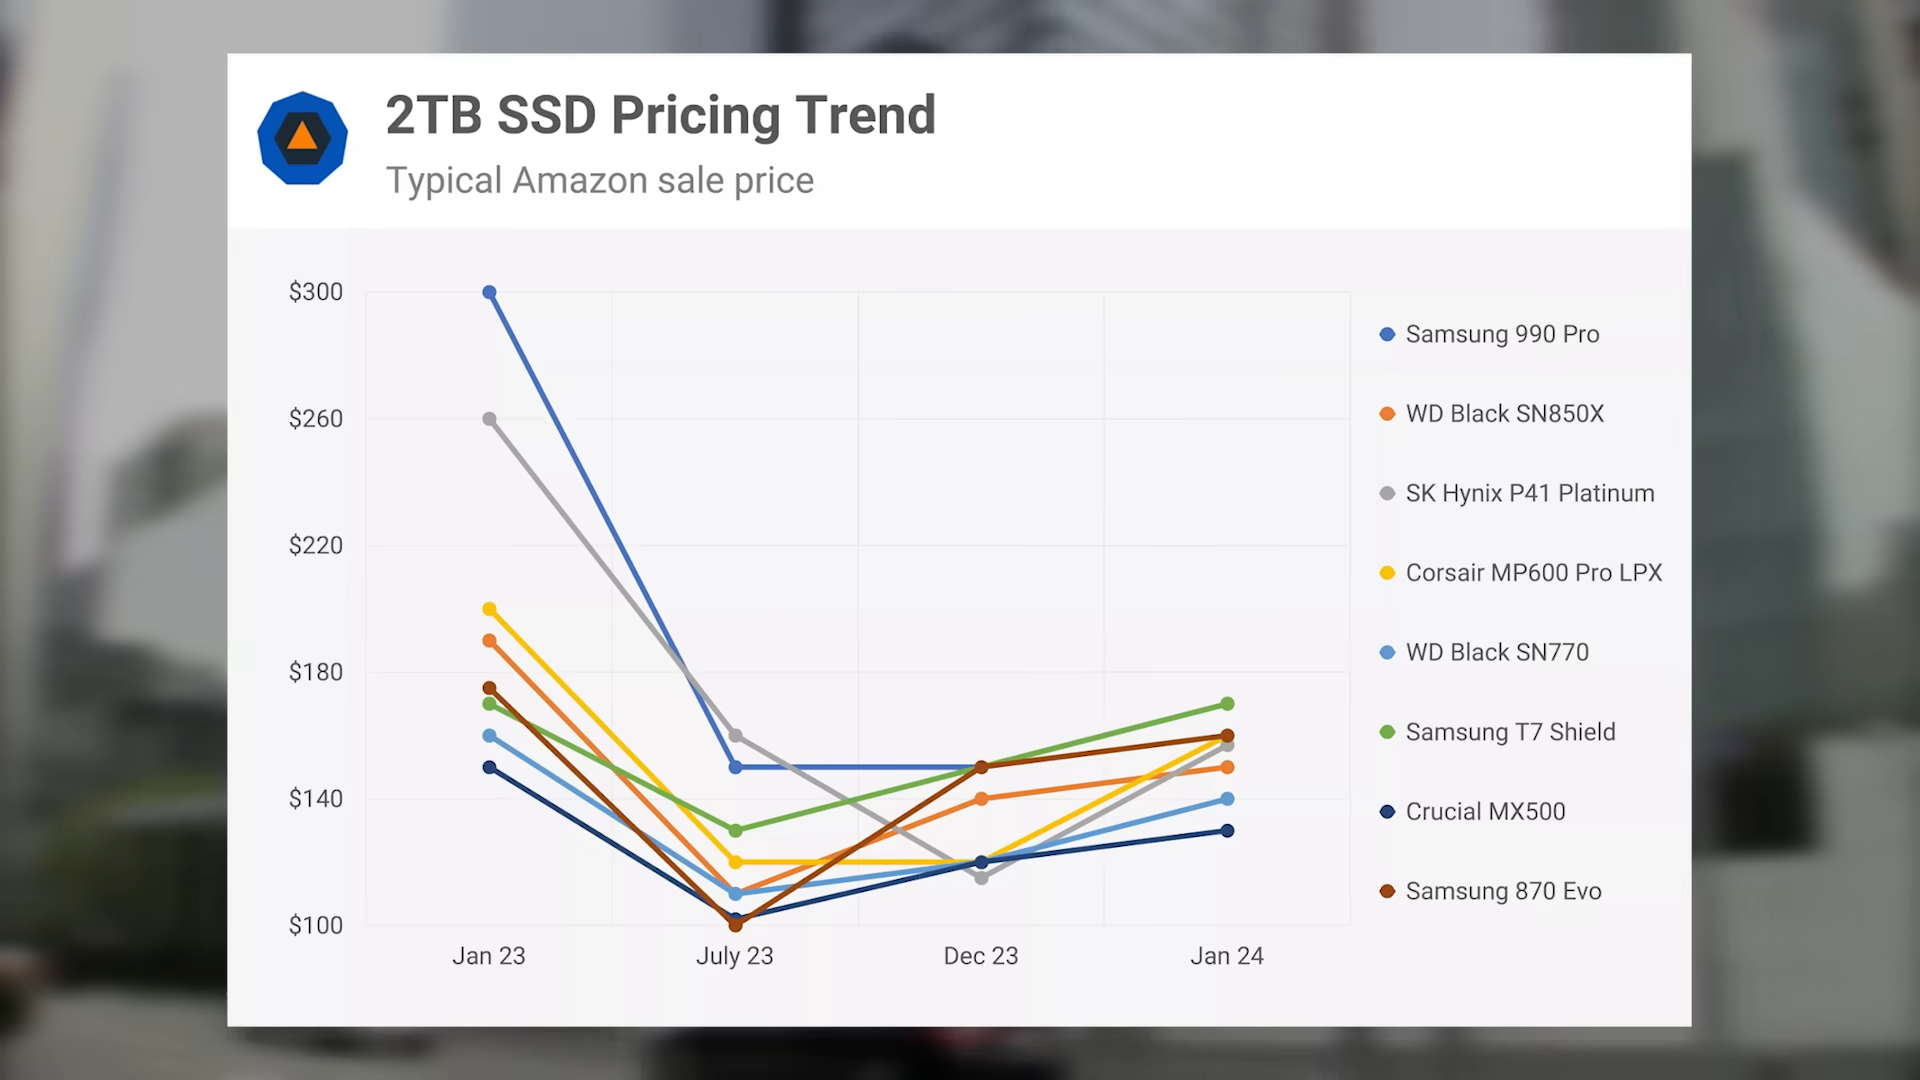 2TB SSD Pricing Trend
Typical Amazon sale price
$300
$260
$220
$180
$140
$100
Jan 23
July 23
Dec 23
Jan 24
Samsung 990 Pro
WD Black SN850X
SK Hynix P41 Platinum
Corsair MP600 Pro LPX
WD Black SN770
Samsung T7 Shield
Crucial MX500
Samsung 870 Evo